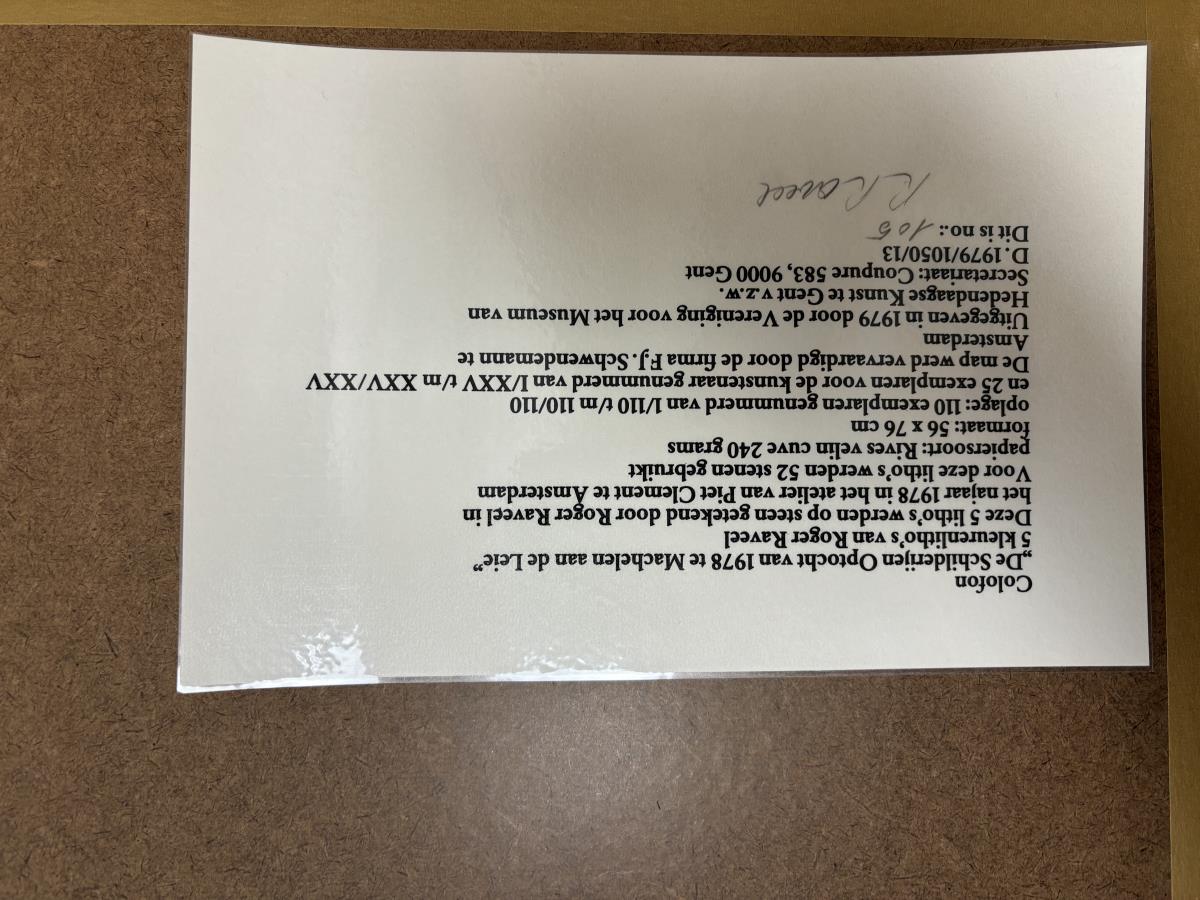 Colofon
„De Schilderijen Optocht van 1978 te Machelen aan de Leie”
5 kleurenlitho's van Roger Raveel
Deze 5 litho's werden op steen getekend door Roger Raveel in
het najaar 1978 in het atelier van Piet Clement te Amsterdam
Voor deze litho's werden 52 stenen gebruikt
papiersoort: Rives velin cuve 240 grams
formaat: 56 x 76 cm
oplage: 110 exemplaren genummerd van 1/110 t/m 110/110
en 25 exemplaren voor de kunstenaar genummerd van I/XXV t/m XXV/XXV
De map werd vervaardigd door de firma F.J. Schwendemann te
Amsterdam
Uitgegeven in 1979 door de Vereniging voor het Museum van
Hedendaagse Kunst te Gent v.z.w.
Secretariaat: Coupure 583, 9000 Gent
D. 1979/1050/13
Dit is no.: 105
R Raveel